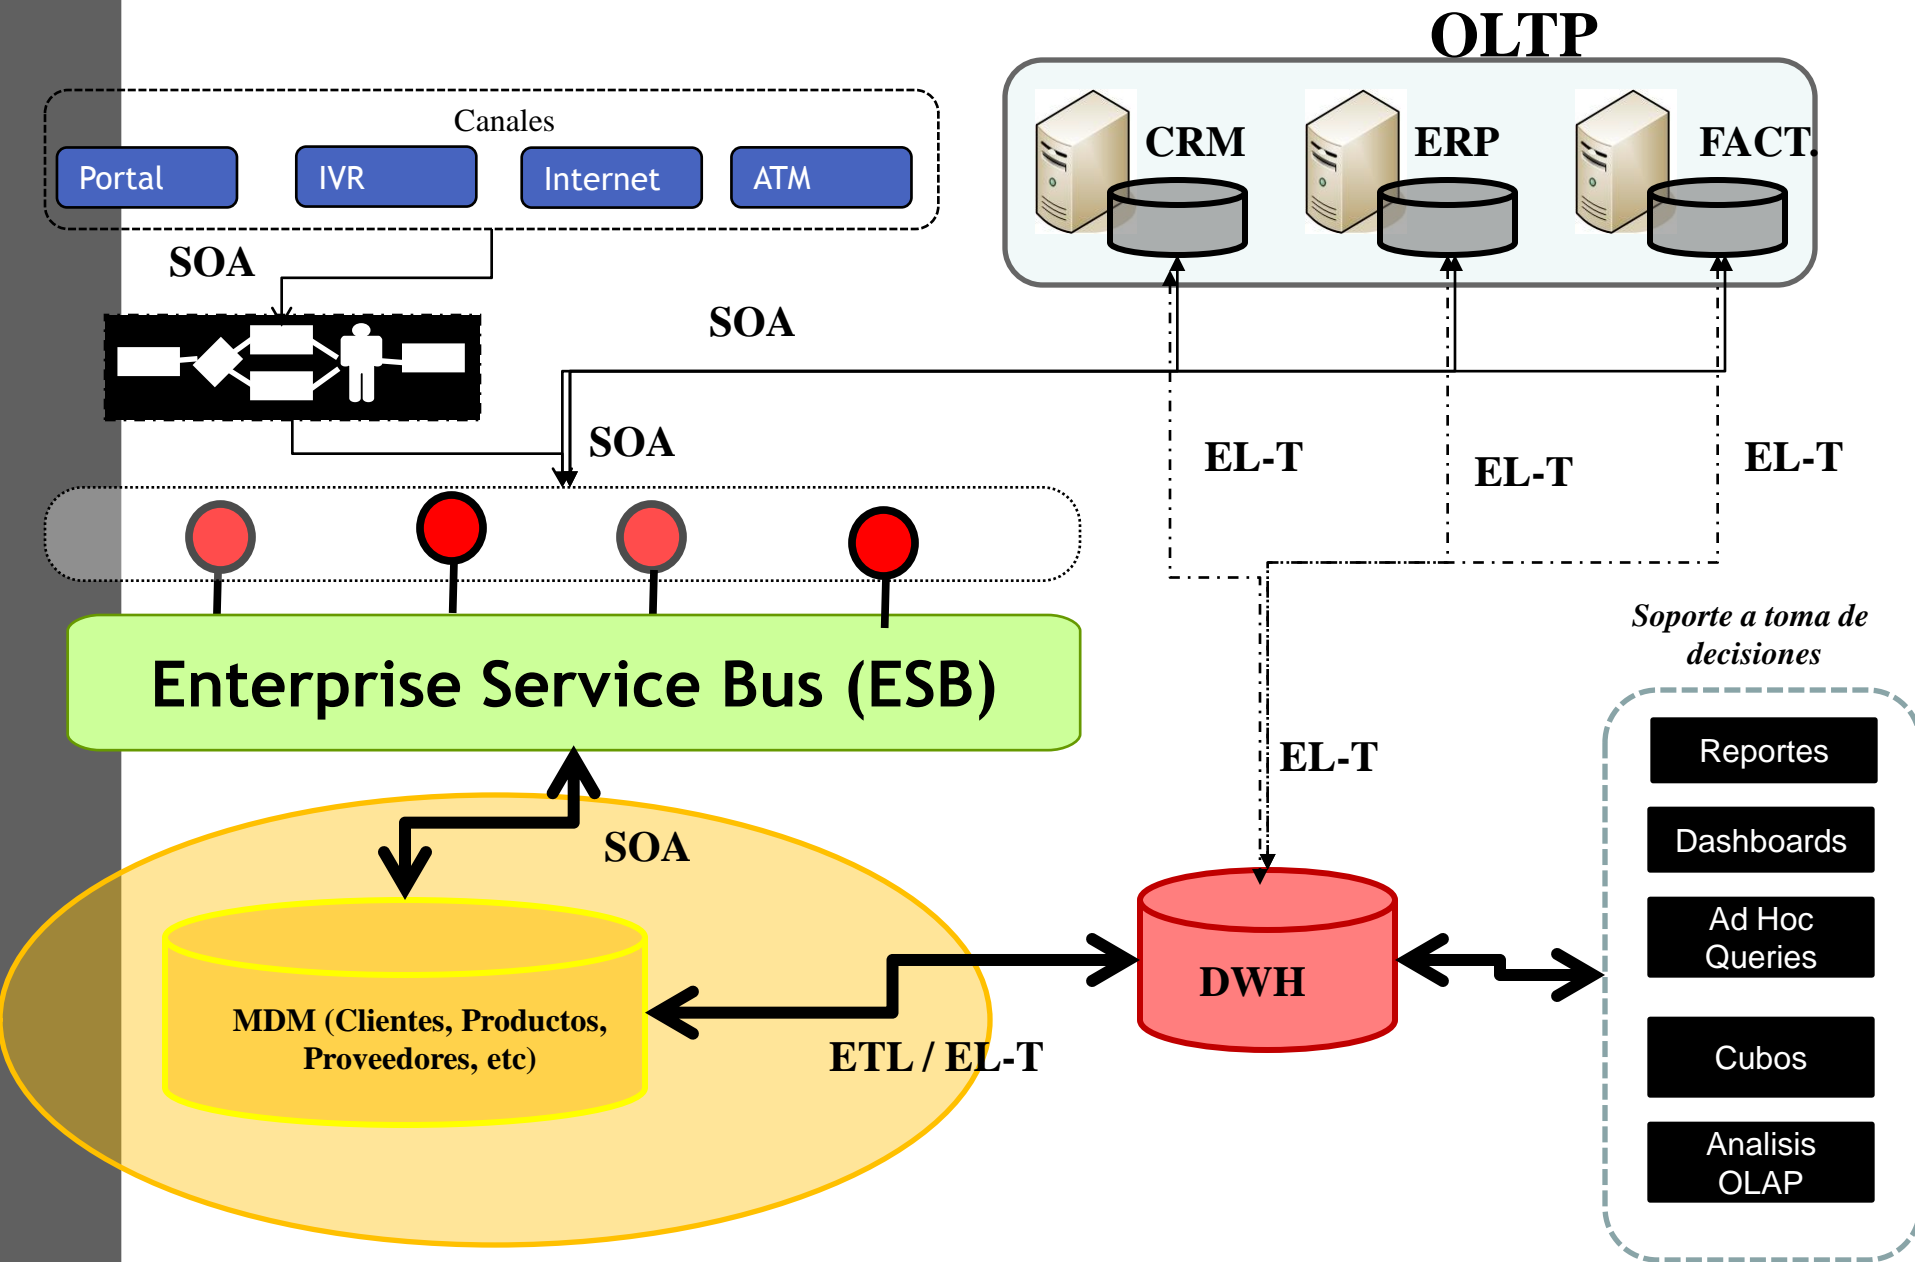 OLTP
Canales
Portal
IVR
Internet
ATM
CRM
ERP
FACT.
SOA
SOA
SOA
EL-T
EL-T
EL-T
Enterprise Service Bus (ESB)
Soporte a toma de
decisiones
EL-T
Reportes
SOA
Dashboards
Ad Hoc
Queries
DWH
MDM (Clientes, Productos,
Proveedores, etc)
ETL / EL-T
Cubos
Analisis
OLAP